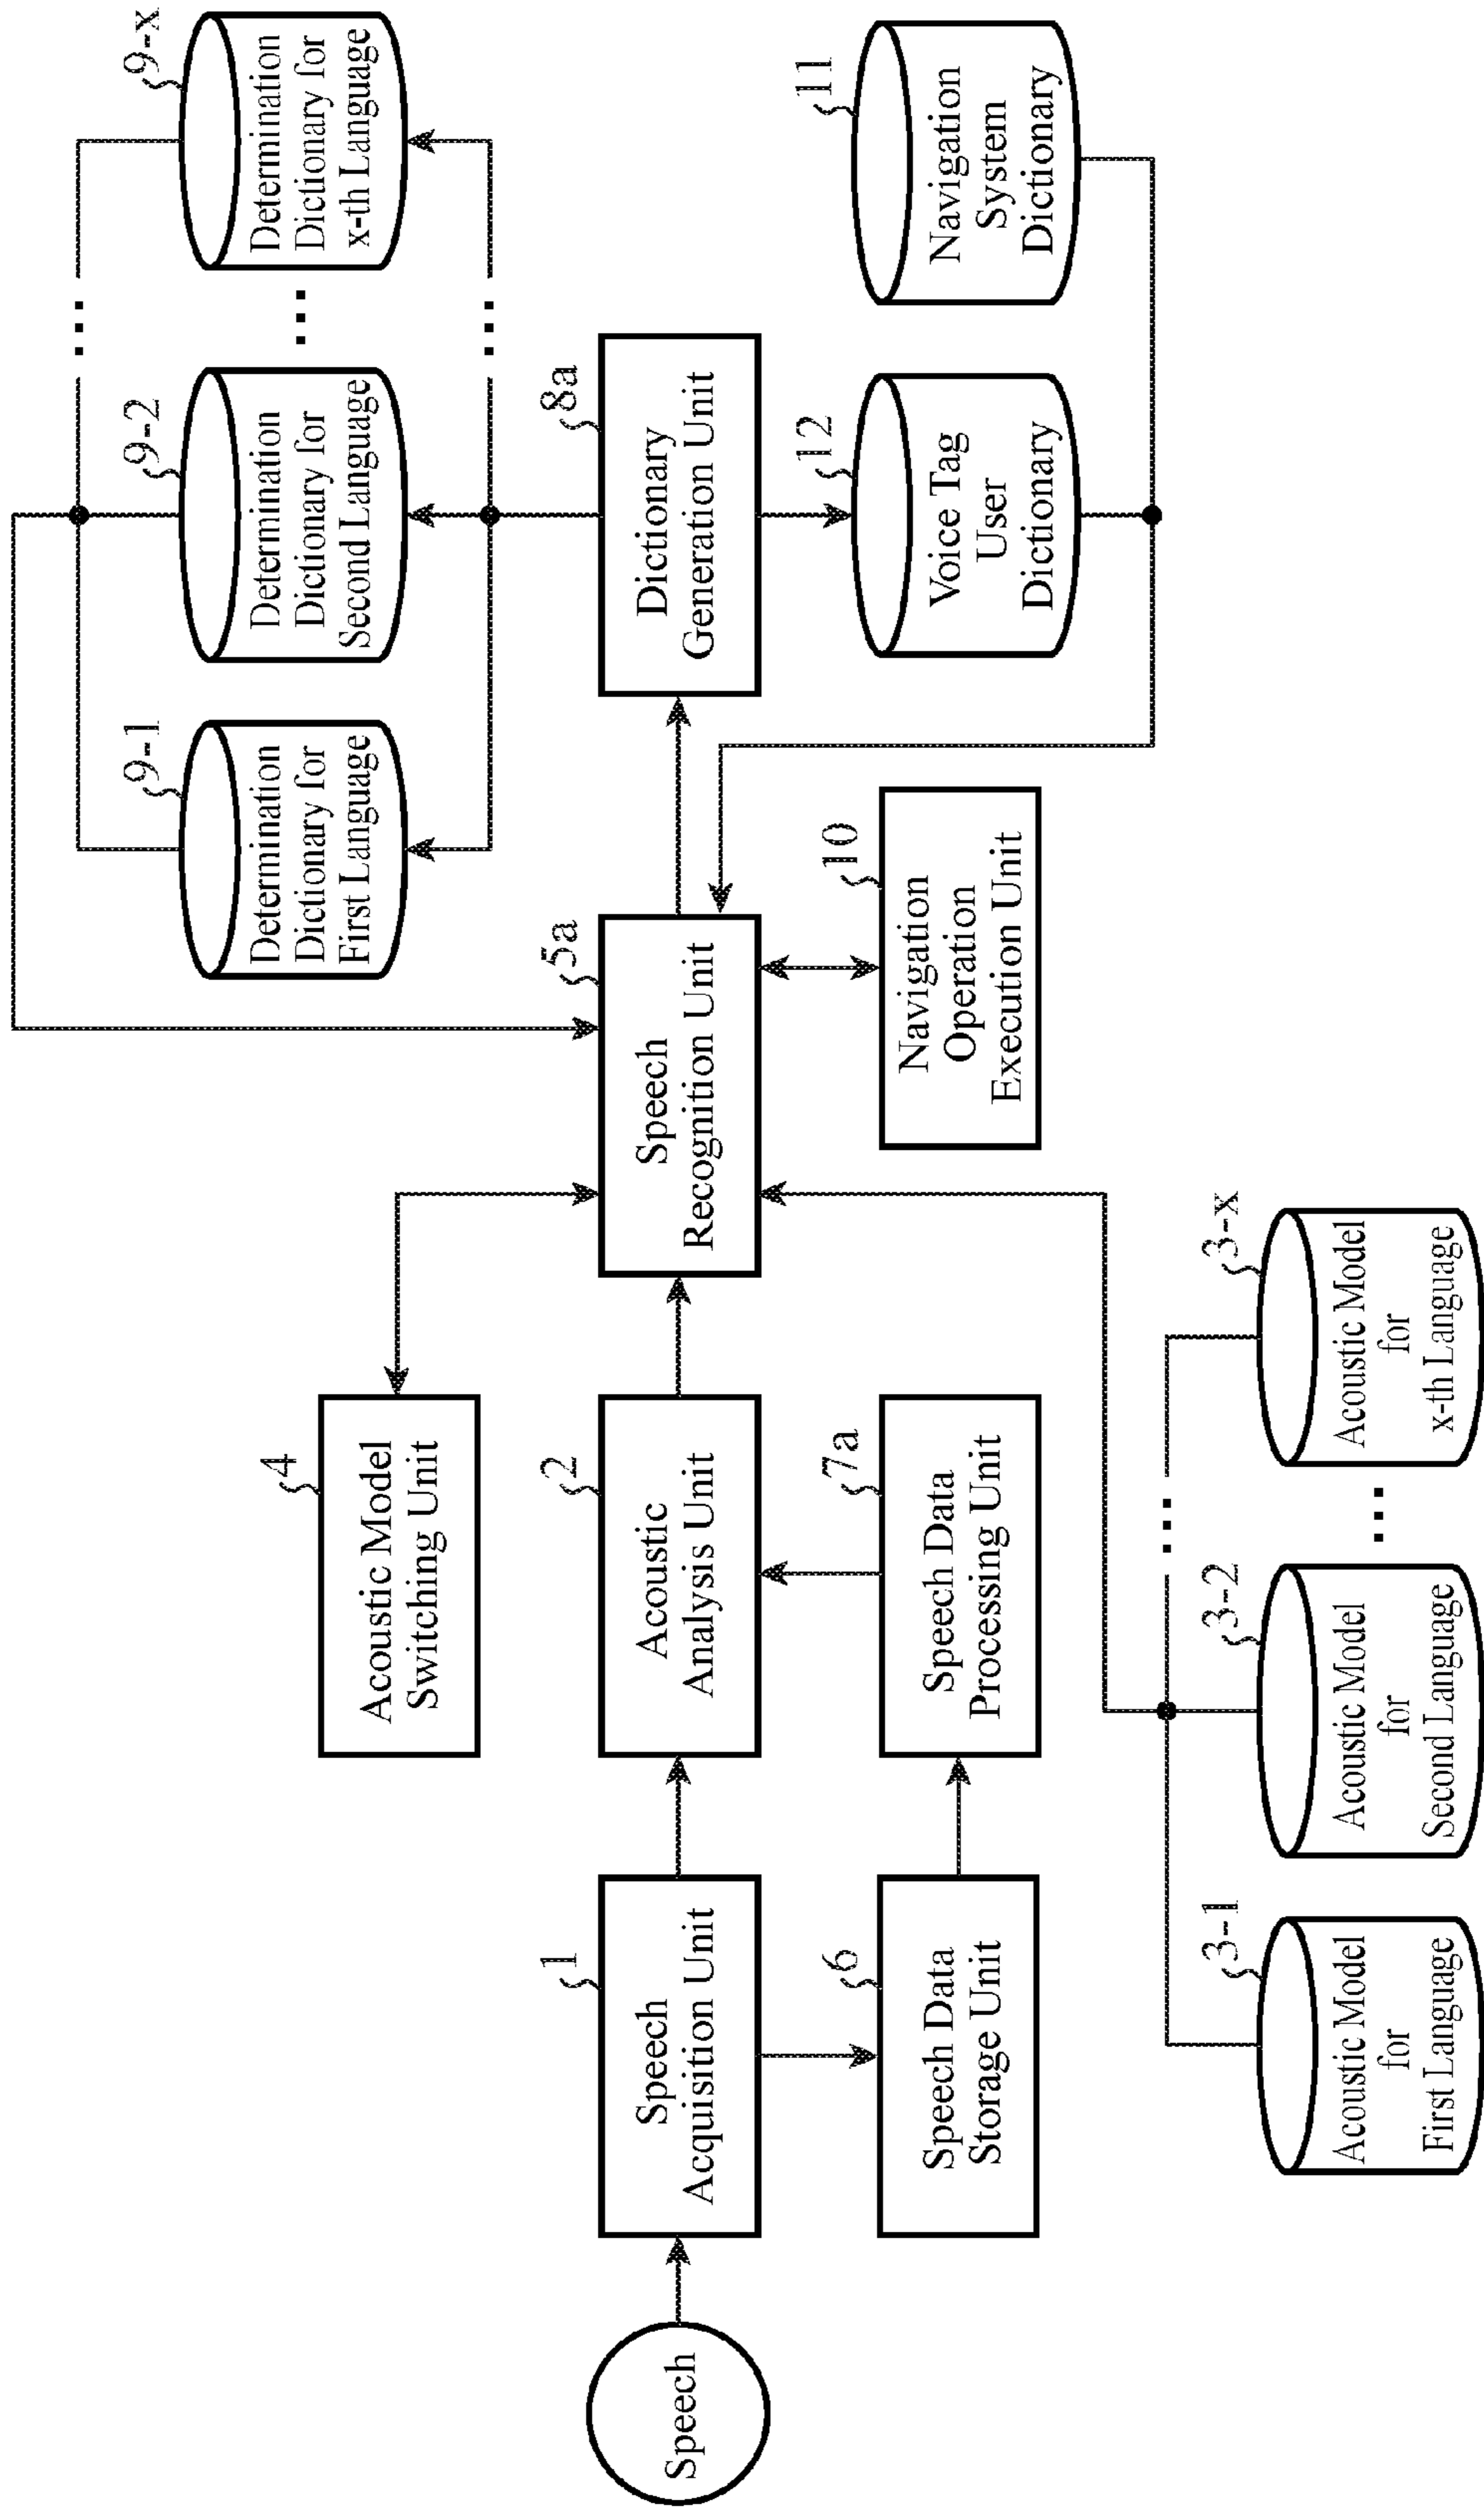 9-1
Determination
Dictionary for
First Language
9-2
Determination
Dictionary for
Second Language
...
...
...
9-x
Determination
Dictionary for
x-th Language
4
Acoustic Model
Switching Unit
Speech
1
Speech
Acquisition Unit
2
Acoustic
Analysis Unit
5a
Speech
Recognition Unit
8a
Dictionary
Generation Unit
6
Speech Data
Storage Unit
7a
Speech Data
Processing Unit
10
Navigation
Operation
Execution Unit
12
Voice Tag
User
Dictionary
11
Navigation
System
Dictionary
3-1
Acoustic Model
for
First Language
3-2
Acoustic Model
for
Second Language
...
...
3-x
Acoustic Model
for
x-th Language